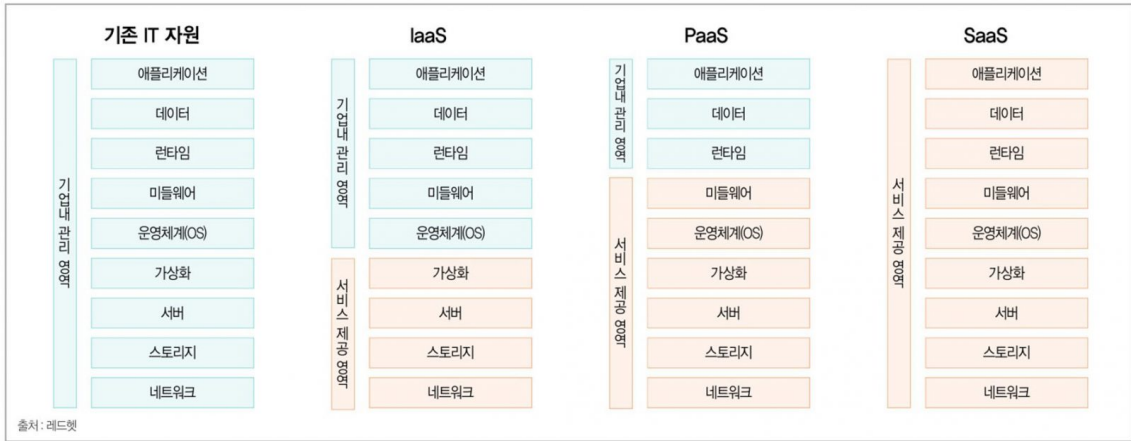 기존 IT 자원
기업내 관리 영역
애플리케이션
데이터
런타임
미들웨어
운영체계(OS)
가상화
서버
스토리지
네트워크
IaaS
기업내 관리 영역
서비스 제공 영역
애플리케이션
데이터
런타임
미들웨어
운영체계(OS)
가상화
서버
스토리지
네트워크
PaaS
기업내 관리 영역
서비스 제공 영역
애플리케이션
데이터
런타임
미들웨어
운영체계(OS)
가상화
서버
스토리지
네트워크
SaaS
서비스 제공 영역
애플리케이션
데이터
런타임
미들웨어
운영체계(OS)
가상화
서버
스토리지
네트워크
출처 : 레드헷